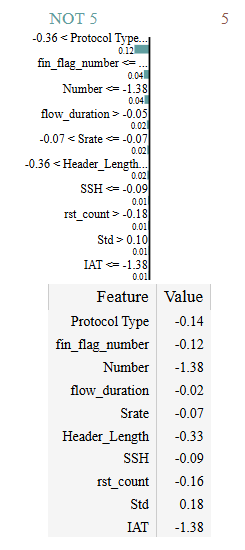 NOT 5 5
-0.36 < Protocol Type...
0.12
fin_flag_number <= ...
0.04
Number <= -1.38
0.04
flow_duration > -0.05
0.02
-0.07 < Srate <= -0.07
0.02
-0.36 < Header_Length...
0.02
SSH <= -0.09
0.01
rst_count > -0.18
0.01
Std > 0.10
0.01
IAT <= -1.38
0.01
Feature Value
Protocol Type -0.14
fin_flag_number -0.12
Number -1.38
flow_duration -0.02
Srate -0.07
Header_Length -0.33
SSH -0.09
rst_count -0.16
Std 0.18
IAT -1.38